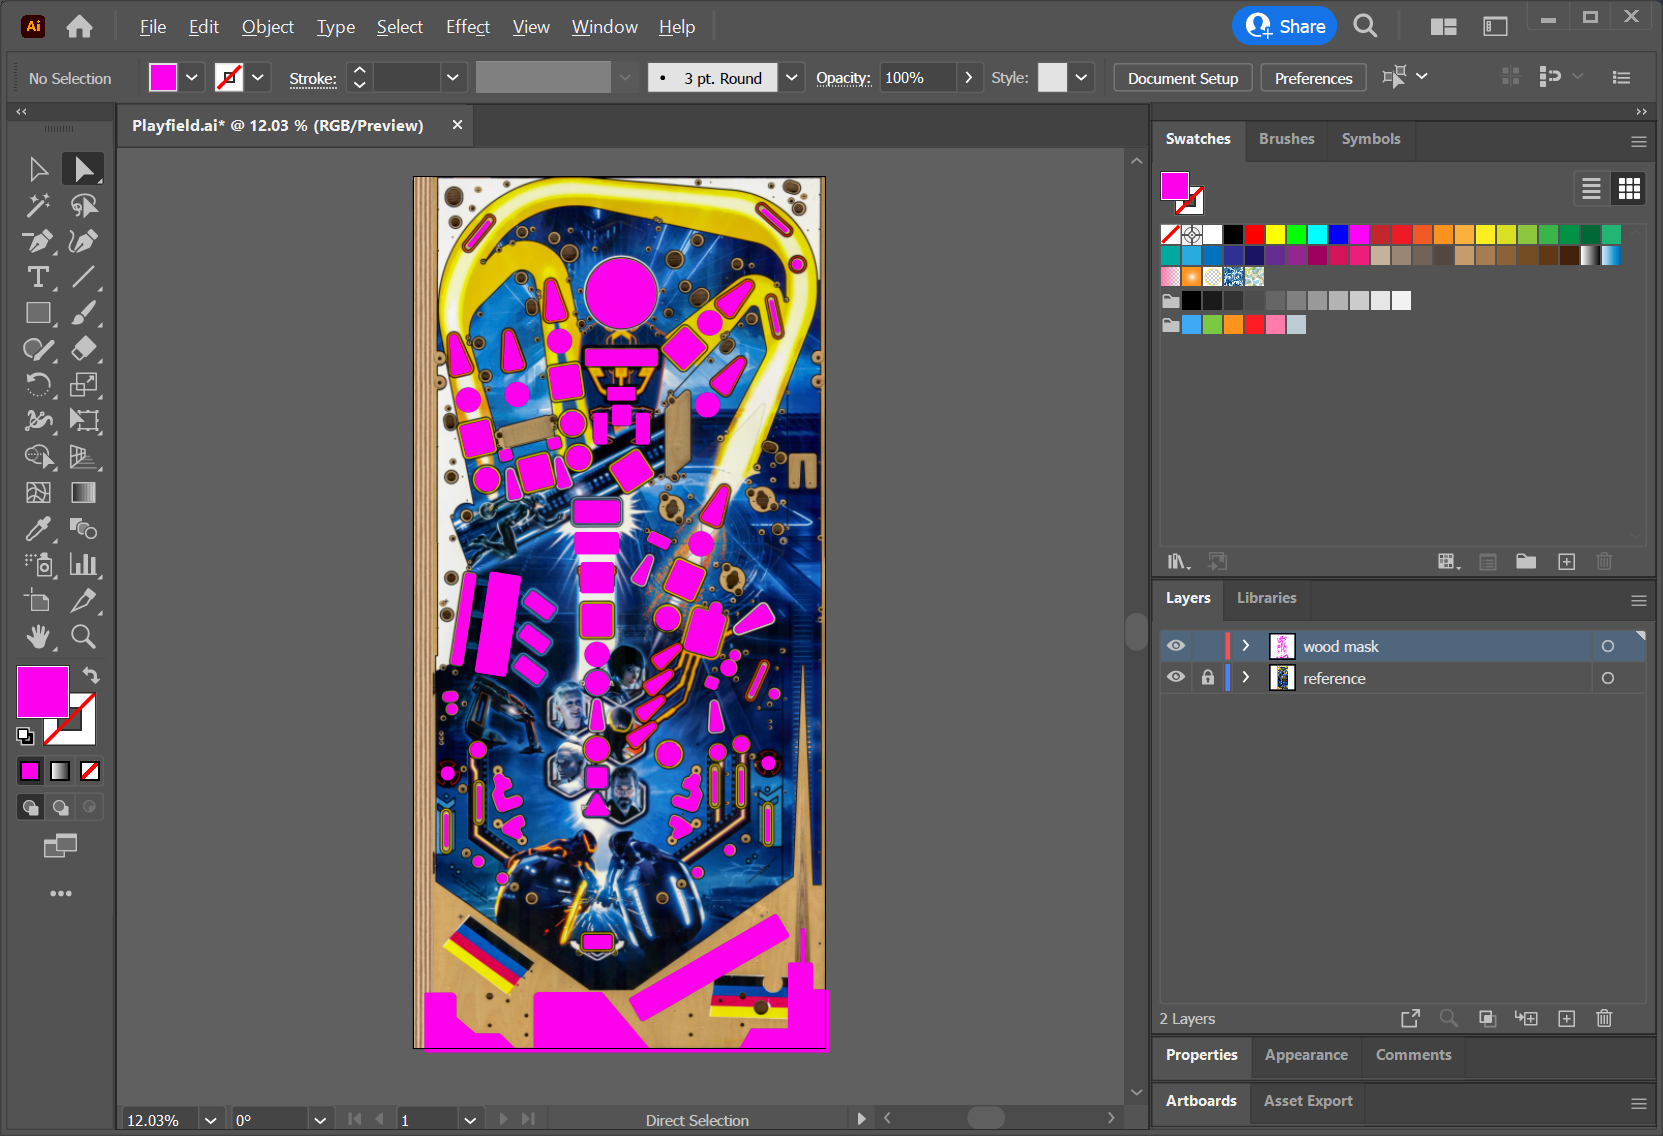 Ai File Edit Object Type Select Effect View Window Help Share
No Selection Stroke: 3 pt. Round Opacity: 100% Style: Document Setup Preferences
Playfield.ai* @ 12.03 % (RGB/Preview) ×
Swatches Brushes Symbols
Layers Libraries
wood mask
reference
2 Layers
Properties Appearance Comments
Artboards Asset Export
12.03% 0° 1 Direct Selection